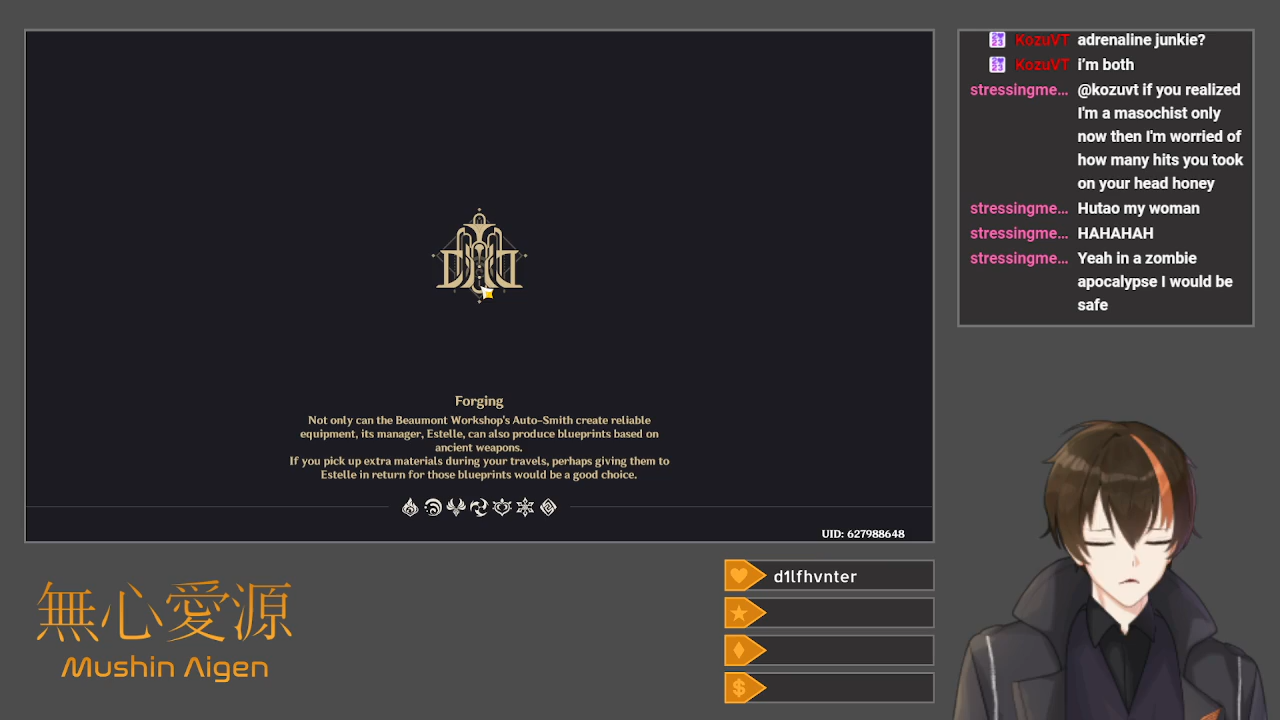 KozuVT adrenaline junkie?
KozuVT i'm both
stressingme... @kozuvt if you realized
I'm a masochist only
now then I'm worried of
how many hits you took
on your head honey
stressingme... Hutao my woman
stressingme... HAHAHAH
stressingme... Yeah in a zombie
apocalypse I would be
safe
Forging
Not only can the Beaumont Workshop's Auto-Smith create reliable
equipment, its manager, Estelle, can also produce blueprints based on
ancient weapons.
If you pick up extra materials during your travels, perhaps giving them to
Estelle in return for those blueprints would be a good choice.
UID: 627988648
d1lfhvnter
$
無心愛源
Mushin Aigen